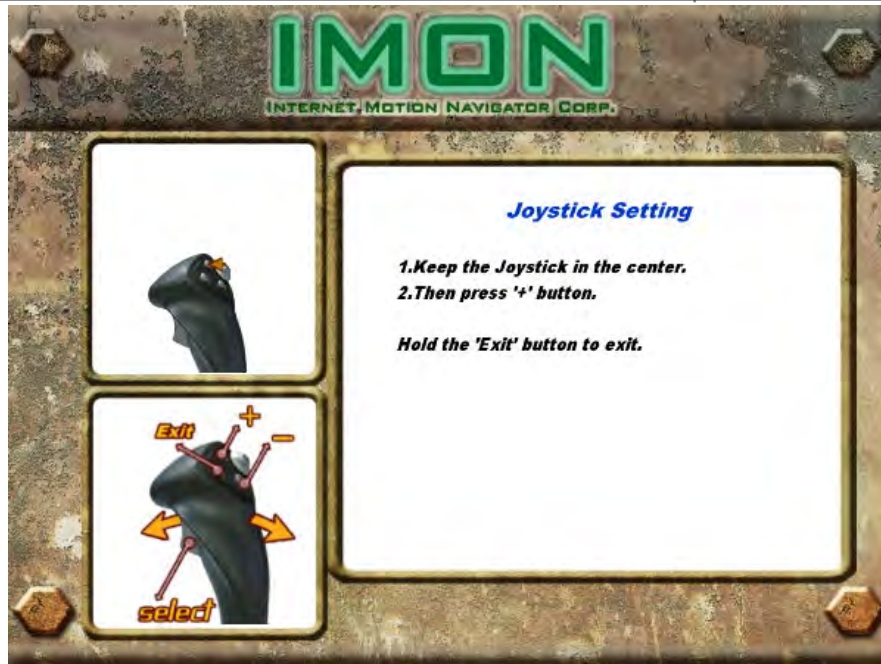 IMON
INTERNET MOTION NAVIGATOR CORP.
Joystick Setting
1.Keep the Joystick in the center.
2.Then press '+' button.
Hold the 'Exit' button to exit.
+
Exit
−
select